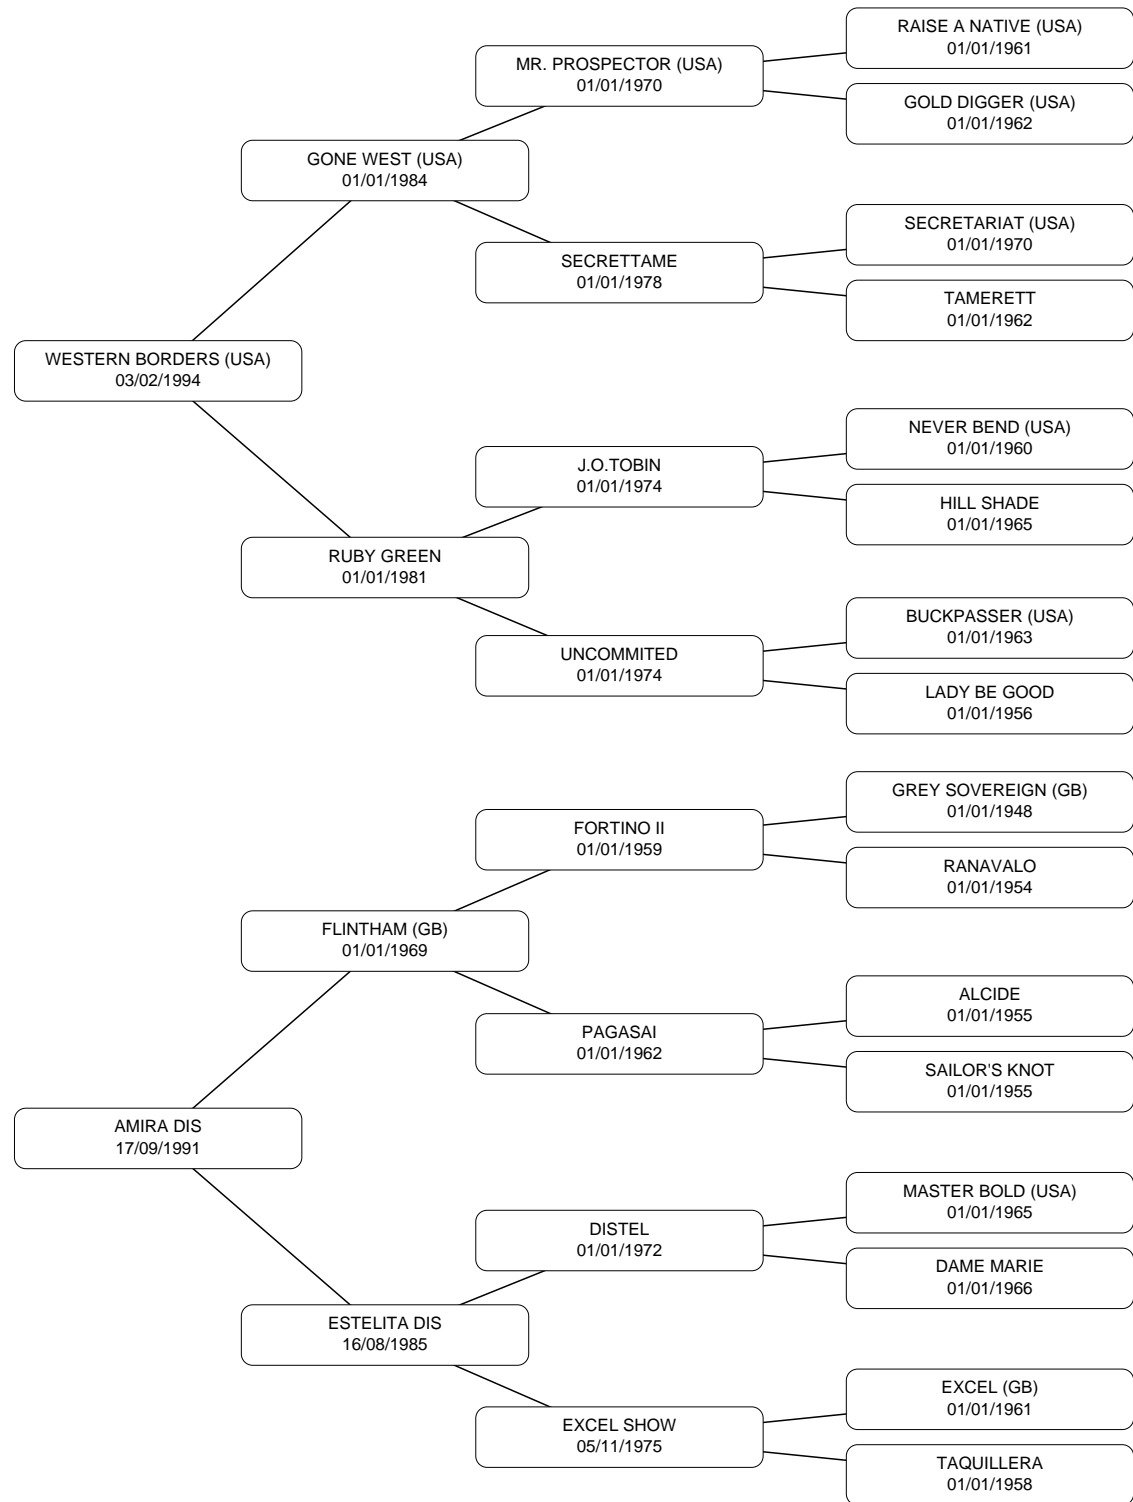 RAISE A NATIVE (USA)
01/01/1961
MR. PROSPECTOR (USA)
01/01/1970
GOLD DIGGER (USA)
01/01/1962
GONE WEST (USA)
01/01/1984
SECRETARIAT (USA)
01/01/1970
SECRETTAME
01/01/1978
TAMERETT
01/01/1962
WESTERN BORDERS (USA)
03/02/1994
NEVER BEND (USA)
01/01/1960
J.O.TOBIN
01/01/1974
HILL SHADE
01/01/1965
RUBY GREEN
01/01/1981
BUCKPASSER (USA)
01/01/1963
UNCOMMITED
01/01/1974
LADY BE GOOD
01/01/1956
GREY SOVEREIGN (GB)
01/01/1948
FORTINO II
01/01/1959
RANAVALO
01/01/1954
FLINTHAM (GB)
01/01/1969
ALCIDE
01/01/1955
PAGASAI
01/01/1962
SAILOR'S KNOT
01/01/1955
AMIRA DIS
17/09/1991
MASTER BOLD (USA)
01/01/1965
DISTEL
01/01/1972
DAME MARIE
01/01/1966
ESTELITA DIS
16/08/1985
EXCEL (GB)
01/01/1961
EXCEL SHOW
05/11/1975
TAQUILLERA
01/01/1958